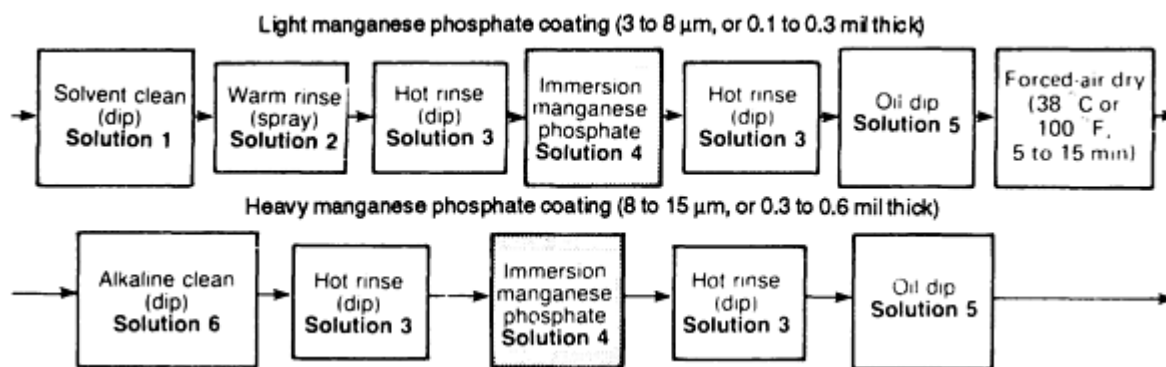 Light manganese phosphate coating (3 to 8 μm, or 0.1 to 0.3 mil thick)
Solvent clean
(dip)
Solution 1
Warm rinse
(spray)
Solution 2
Hot rinse
(dip)
Solution 3
Immersion
manganese
phosphate
Solution 4
Hot rinse
(dip)
Solution 3
Oil dip
Solution 5
Forced-air dry
(38 °C or
100 °F,
5 to 15 min)
Heavy manganese phosphate coating (8 to 15 μm, or 0.3 to 0.6 mil thick)
Alkaline clean
(dip)
Solution 6
Hot rinse
(dip)
Solution 3
Immersion
manganese
phosphate
Solution 4
Hot rinse
(dip)
Solution 3
Oil dip
Solution 5